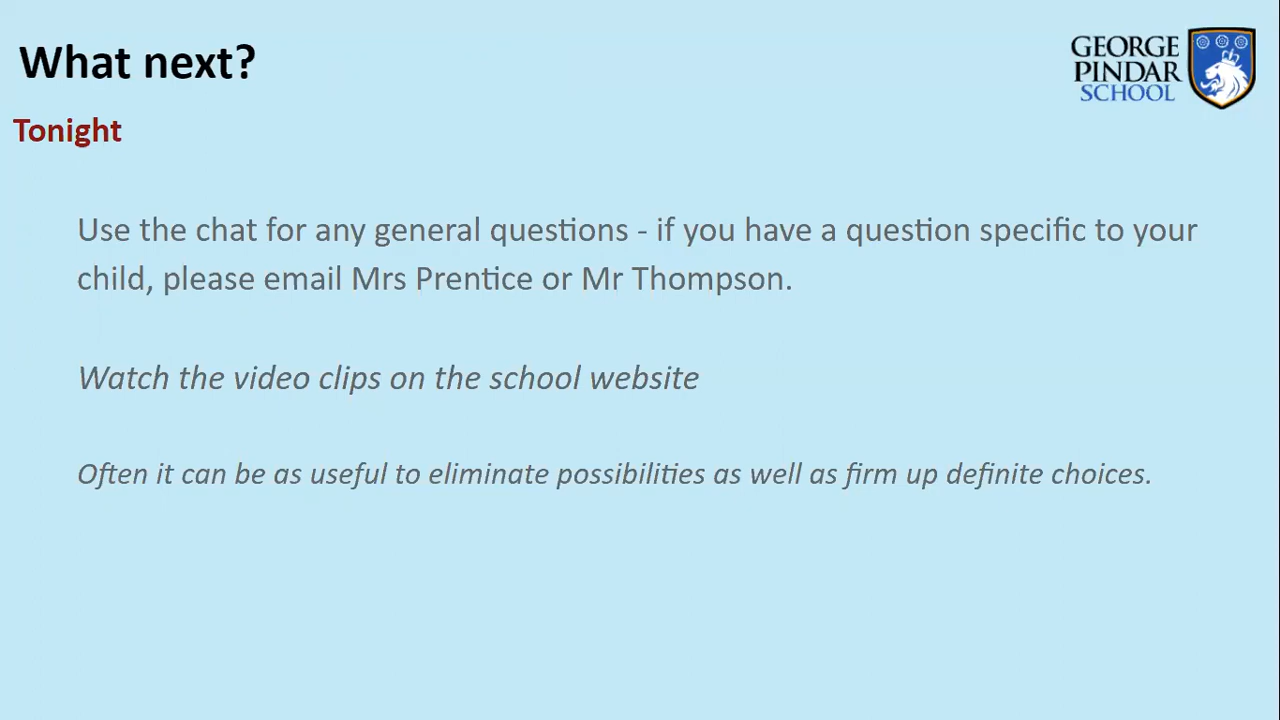 What next?
GEORGE
PINDAR
SCHOOL
Tonight
Use the chat for any general questions - if you have a question specific to your
child, please email Mrs Prentice or Mr Thompson.
Watch the video clips on the school website
Often it can be as useful to eliminate possibilities as well as firm up definite choices.